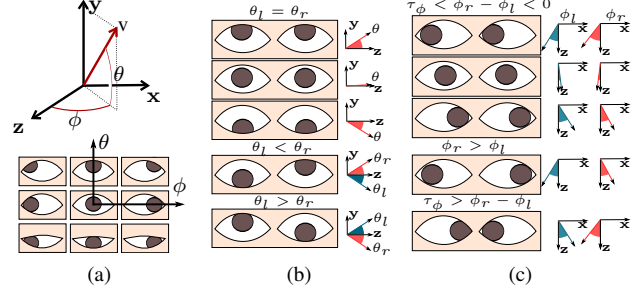 y
v
θ
x
z
ϕ
θ
ϕ
(a)
θ_l = θ_r
y
θ
z
y
θ
z
y
z
θ
θ_l < θ_r
y
θ_r
z
θ_l
θ_l > θ_r
y
θ_l
z
θ_r
(b)
τ_ϕ < ϕ_r − ϕ_l < 0
ϕ_l
ϕ_r
x
x
z
z
x
x
z
z
x
x
z
z
ϕ_r > ϕ_l
x
x
z
z
τ_ϕ > ϕ_r − ϕ_l
x
x
z
z
(c)